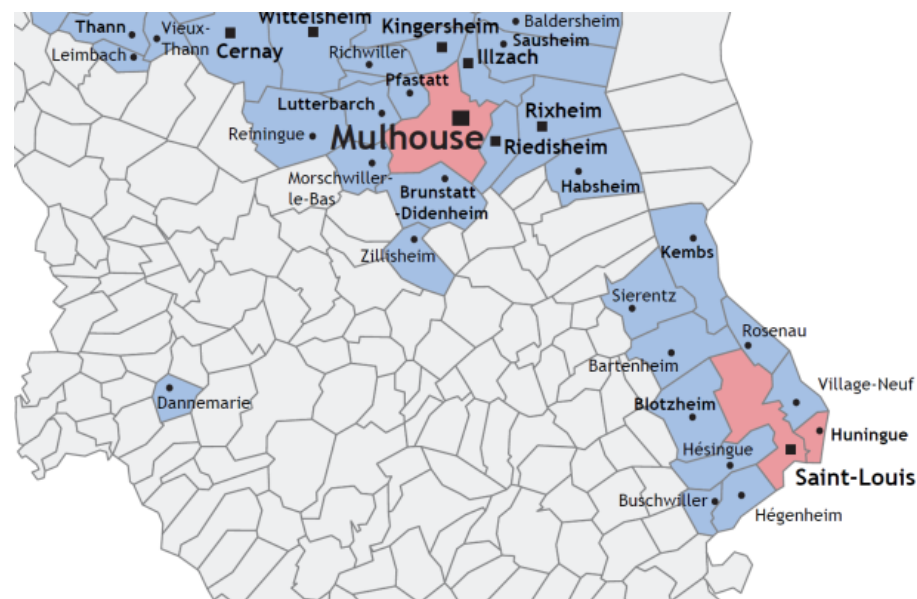 Wittelsheim
Kingersheim
Baldersheim
Thann
Vieux-
Thann
Cernay
Richwiller
Sausheim
Illzach
Leimbach
Pfastatt
Lutterbarch
Rixheim
Reiningue
Mulhouse
Riedisheim
Morschwiller-
le-Bas
Brunstatt
-Didenheim
Habsheim
Zillisheim
Kembs
Sierentz
Rosenau
Bartenheim
Village-Neuf
Dannemarie
Blotzheim
Huningue
Hésingue
Saint-Louis
Buschwiller
Hégenheim